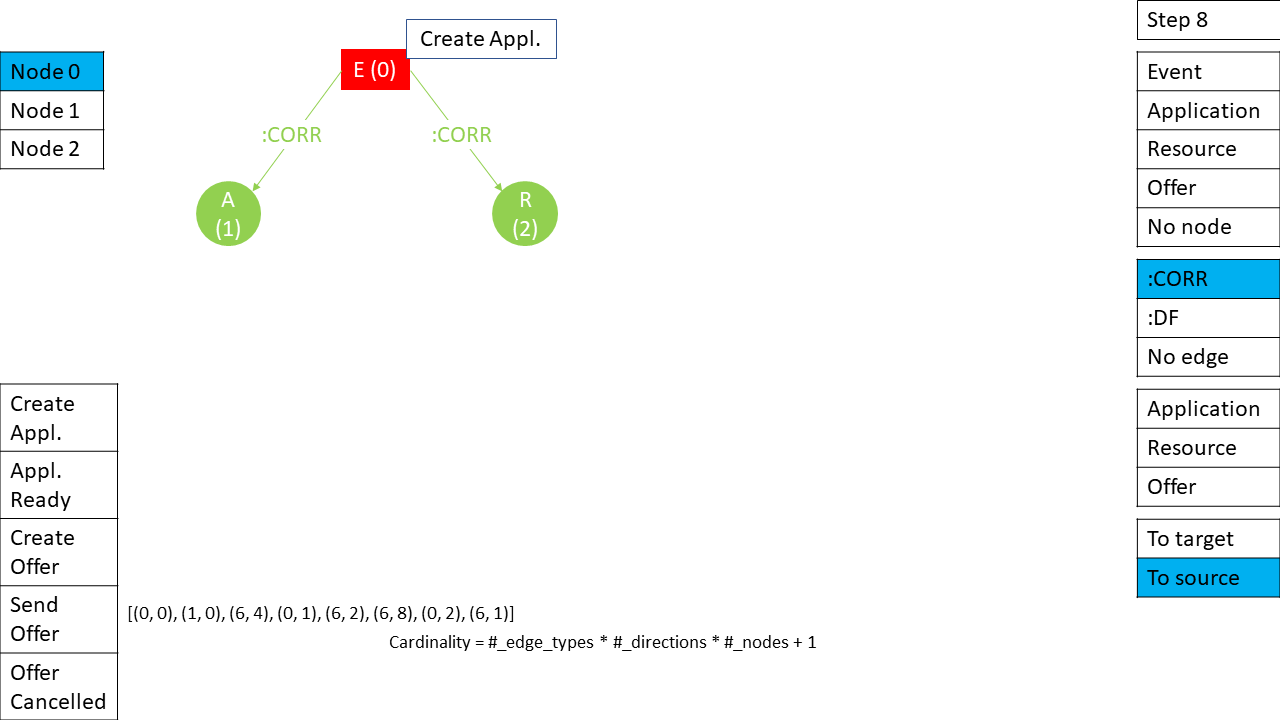 Step 8
Create Appl.
Node 0
Node 1
Node 2
E (0)
:CORR
:CORR
A
(1)
R
(2)
Event
Application
Resource
Offer
No node
:CORR
:DF
No edge
Application
Resource
Offer
To target
To source
Create
Appl.
Appl.
Ready
Create
Offer
Send
Offer
Offer
Cancelled
[(0, 0), (1, 0), (6, 4), (0, 1), (6, 2), (6, 8), (0, 2), (6, 1)]
Cardinality = #_edge_types * #_directions * #_nodes + 1